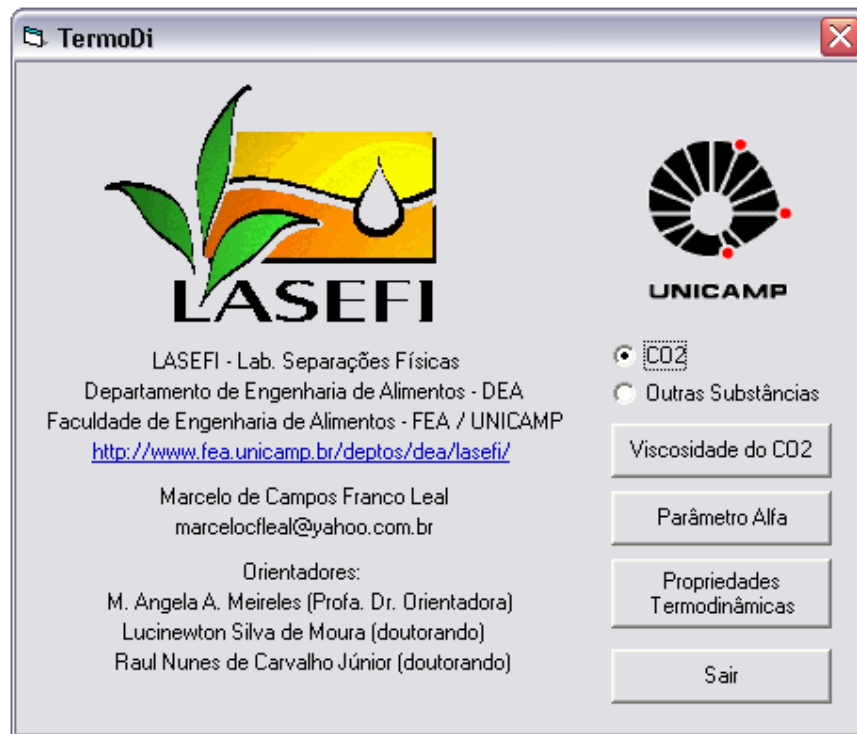 TermoDi
LASEFI
UNICAMP
LASEFI - Lab. Separações Físicas
Departamento de Engenharia de Alimentos - DEA
Faculdade de Engenharia de Alimentos - FEA / UNICAMP
http://www.fea.unicamp.br/deptos/dea/lasefi/
Marcelo de Campos Franco Leal
marcelocfleal@yahoo.com.br
Orientadores:
M. Angela A. Meireles (Profa. Dr. Orientadora)
Lucinewton Silva de Moura (doutorando)
Raul Nunes de Carvalho Júnior (doutorando)
CO2
Outras Substâncias
Viscosidade do CO2
Parâmetro Alfa
Propriedades
Termodinâmicas
Sair